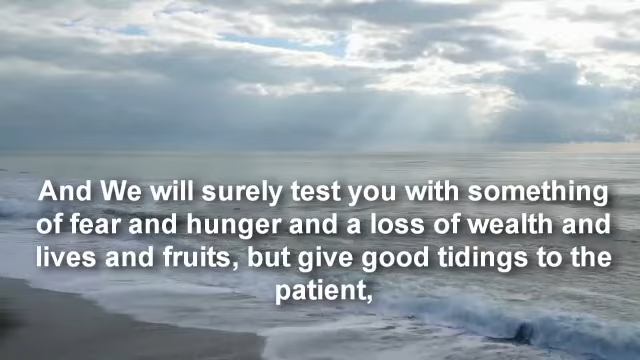 And We will surely test you with something
of fear and hunger and a loss of wealth and
lives and fruits, but give good tidings to the
patient,